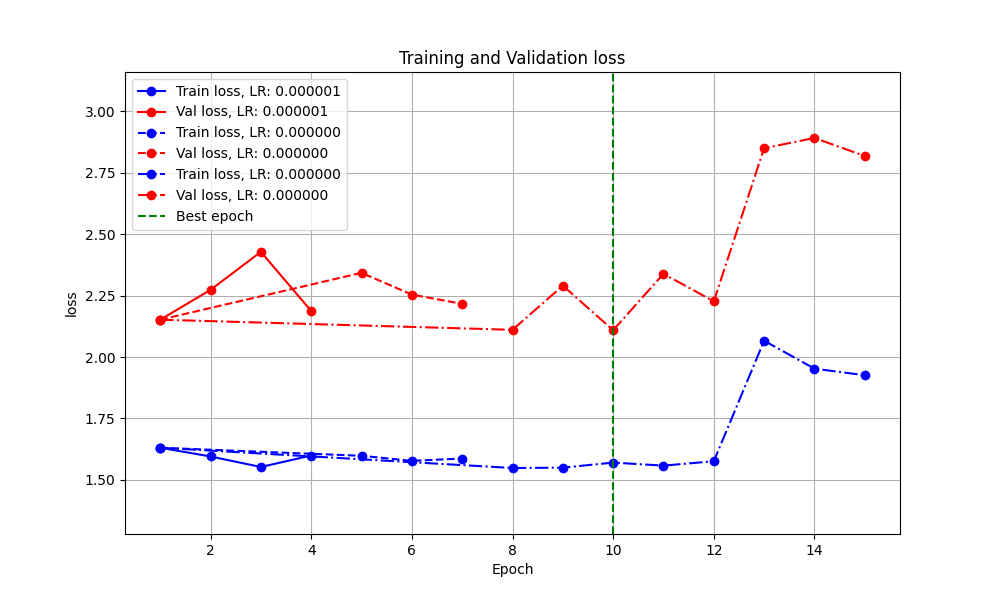 Training and Validation loss
Train loss, LR: 0.000001
Val loss, LR: 0.000001
Train loss, LR: 0.000000
Val loss, LR: 0.000000
Train loss, LR: 0.000000
Val loss, LR: 0.000000
Best epoch
loss
3.00
2.75
2.50
2.25
2.00
1.75
1.50
2 4 6 8 10 12 14
Epoch